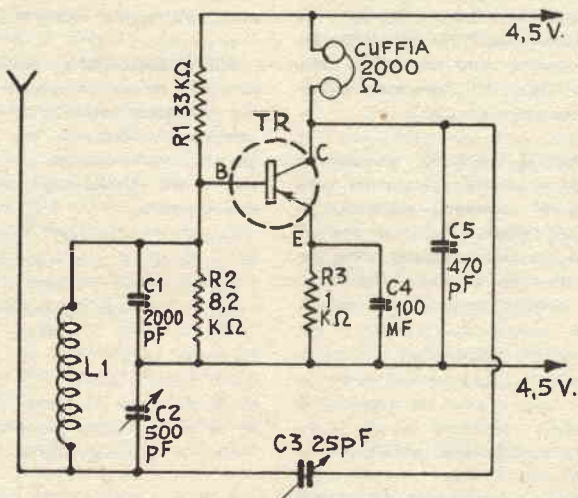 4,5 V.
CUFFIA
2000
Ω
R1 33KΩ
TR
B
C
E
C1
2000
PF
R2
8,2
KΩ
R3
1
KΩ
C4
100
MF
C5
470
PF
L1
4,5 V.
C2
500
PF
C3 25pF